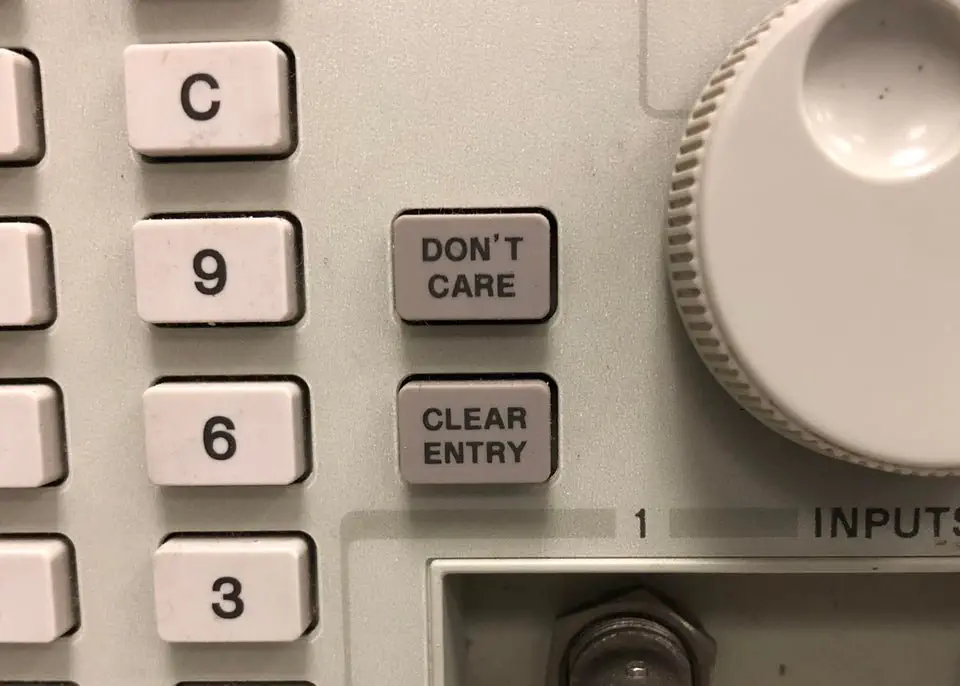 C
9
DON'T
CARE
6
CLEAR
ENTRY
1
INPUTS
3